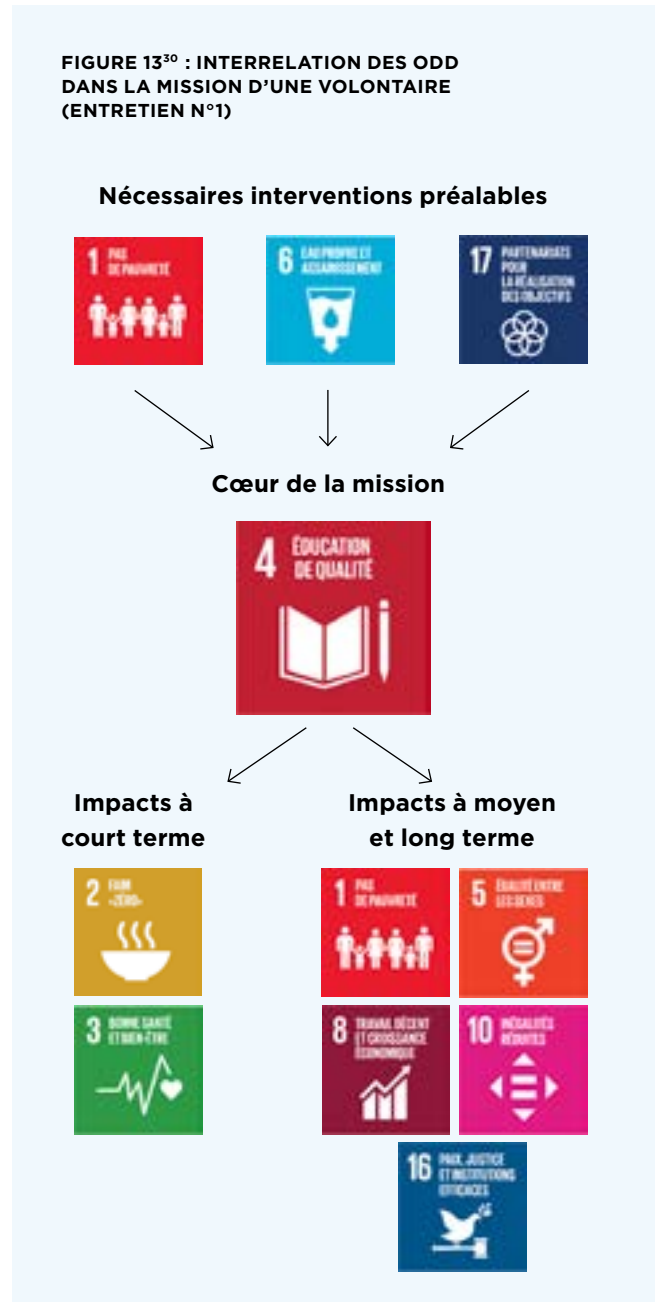 FIGURE 13³⁰ : INTERRELATION DES ODD
DANS LA MISSION D'UNE VOLONTAIRE
(ENTRETIEN N°1)
Nécessaires interventions préalables
1 PAS
DE PAUVRETÉ
6 EAU PROPRE ET
ASSAINISSEMENT
17 PARTENARIATS
POUR
LA RÉALISATION
DES OBJECTIFS
Cœur de la mission
4 ÉDUCATION
DE QUALITÉ
Impacts à
court terme
Impacts à moyen
et long terme
2 FAIM
«ZÉRO»
1 PAS
DE PAUVRETÉ
5 ÉGALITÉ ENTRE
LES SEXES
3 BONNE SANTÉ
ET BIEN-ÊTRE
8 TRAVAIL DÉCENT
ET CROISSANCE
ÉCONOMIQUE
10 INÉGALITÉS
RÉDUITES
16 PAIX, JUSTICE
ET INSTITUTIONS
EFFICACES